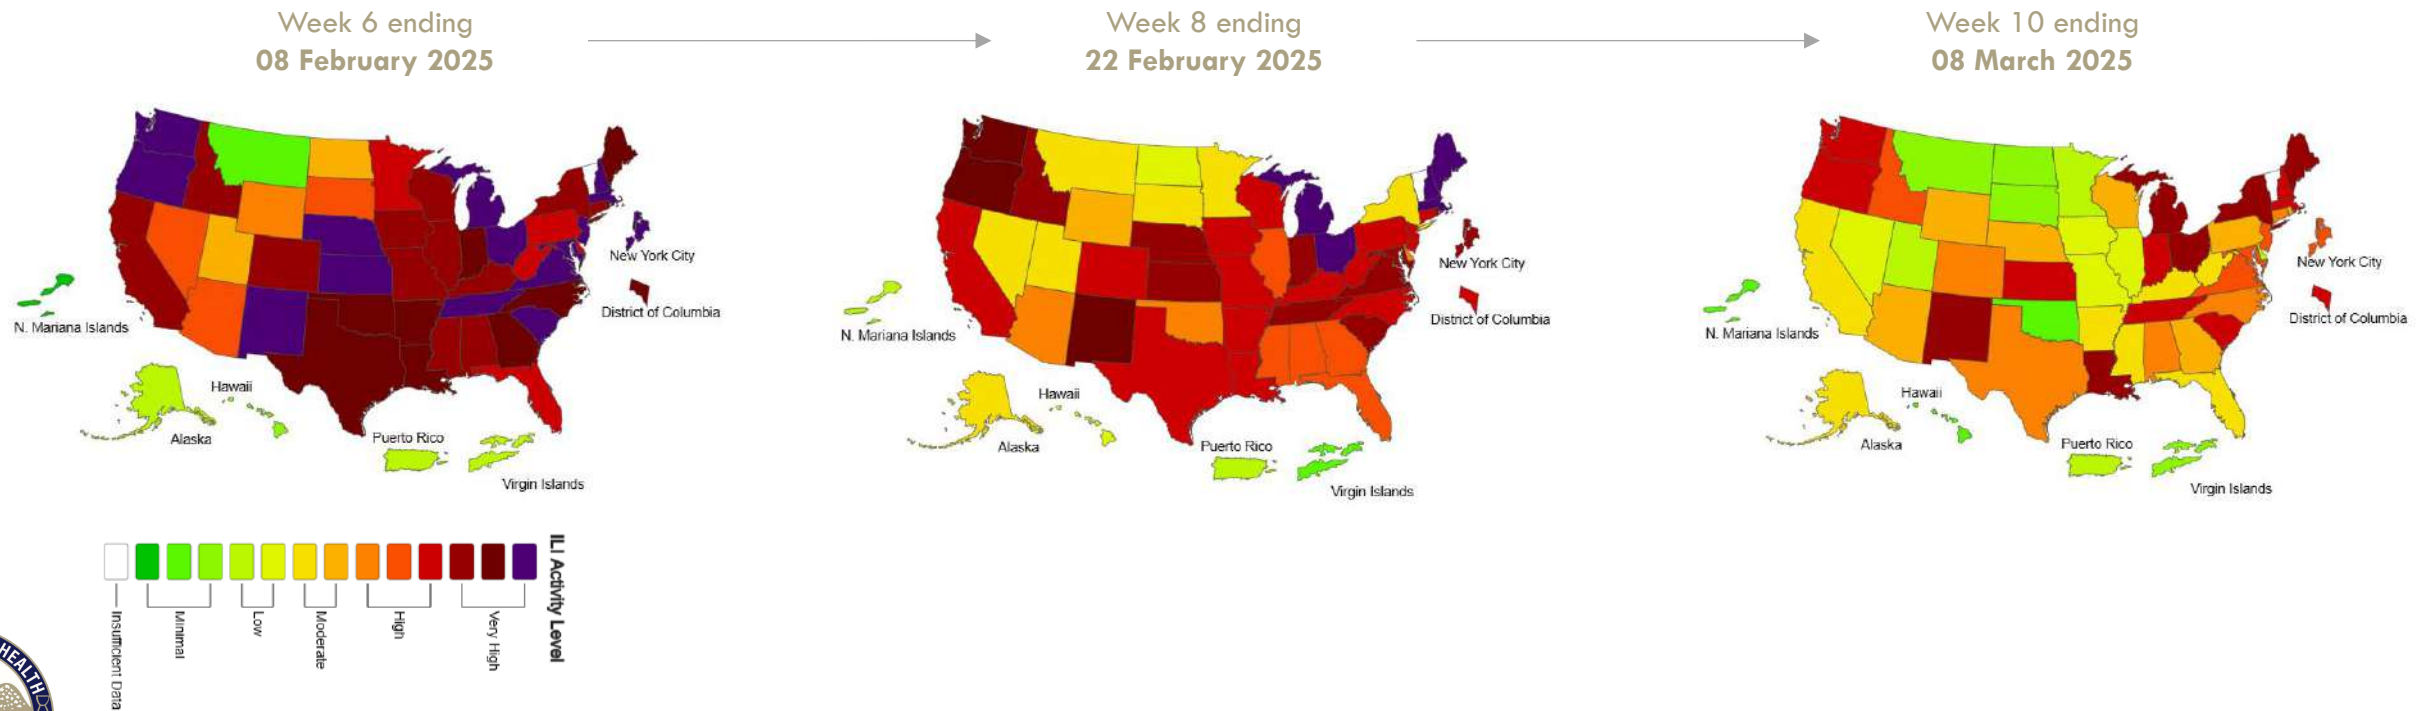 Week 6 ending
08 February 2025
Week 8 ending
22 February 2025
Week 10 ending
08 March 2025
New York City
District of Columbia
N. Mariana Islands
Hawaii
Alaska
Puerto Rico
Virgin Islands
New York City
District of Columbia
N. Mariana Islands
Hawaii
Alaska
Puerto Rico
Virgin Islands
New York City
District of Columbia
N. Mariana Islands
Hawaii
Alaska
Puerto Rico
Virgin Islands
ILI Activity Level
Insufficient Data
Minimal
Low
Moderate
High
Very High
HEALTH